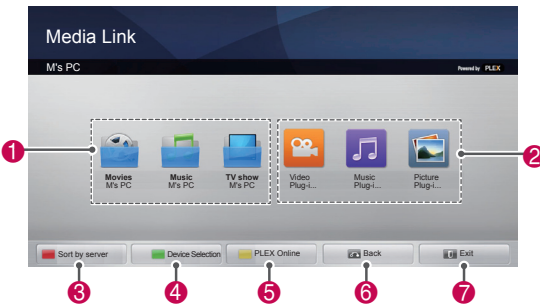 Media Link
M's PC
Powered by PLEX
1
2
Movies
M's PC
Music
M's PC
TV show
M's PC
Video
Plug-i...
Music
Plug-i...
Picture
Plug-i...
Sort by server
Device Selection
PLEX Online
Back
Exit
3
4
5
6
7